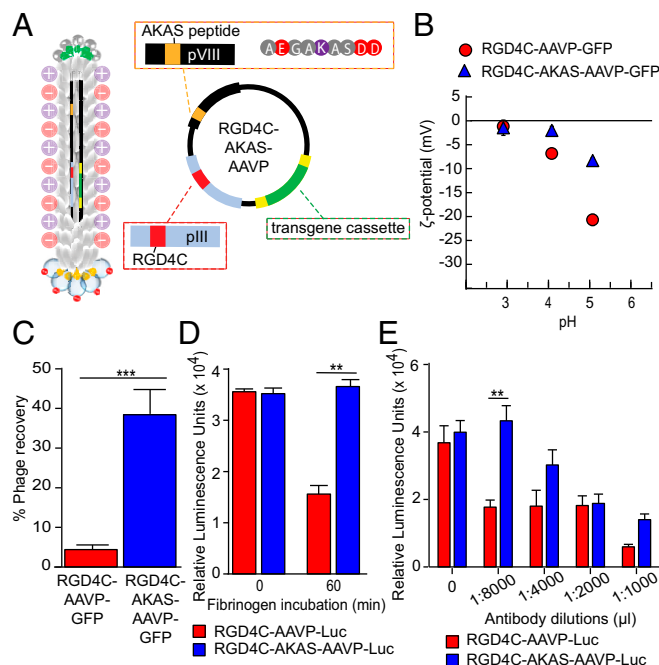 A
AKAS peptide
pVIII
A E G A K A S D D
RGD4C-
AKAS-
AAVP
pIII
RGD4C
transgene cassette
B
RGD4C-AAVP-GFP
RGD4C-AKAS-AAVP-GFP
ζ-potential (mV)
5
0
-5
-10
-15
-20
-25
-30
3 4 5 6
pH
C
% Phage recovery
50
40
30
20
10
0
***
RGD4C-
AAVP-
GFP
RGD4C-
AKAS-
AAVP-
GFP
D
Relative Luminescence Units (x 10⁴)
4
3
2
1
0
**
0 60
Fibrinogen incubation (min)
RGD4C-AAVP-Luc
RGD4C-AKAS-AAVP-Luc
E
Relative Luminescence Units (x 10⁴)
6
4
2
0
**
0 1:8000 1:4000 1:2000 1:1000
Antibody dilutions (µl)
RGD4C-AAVP-Luc
RGD4C-AKAS-AAVP-Luc